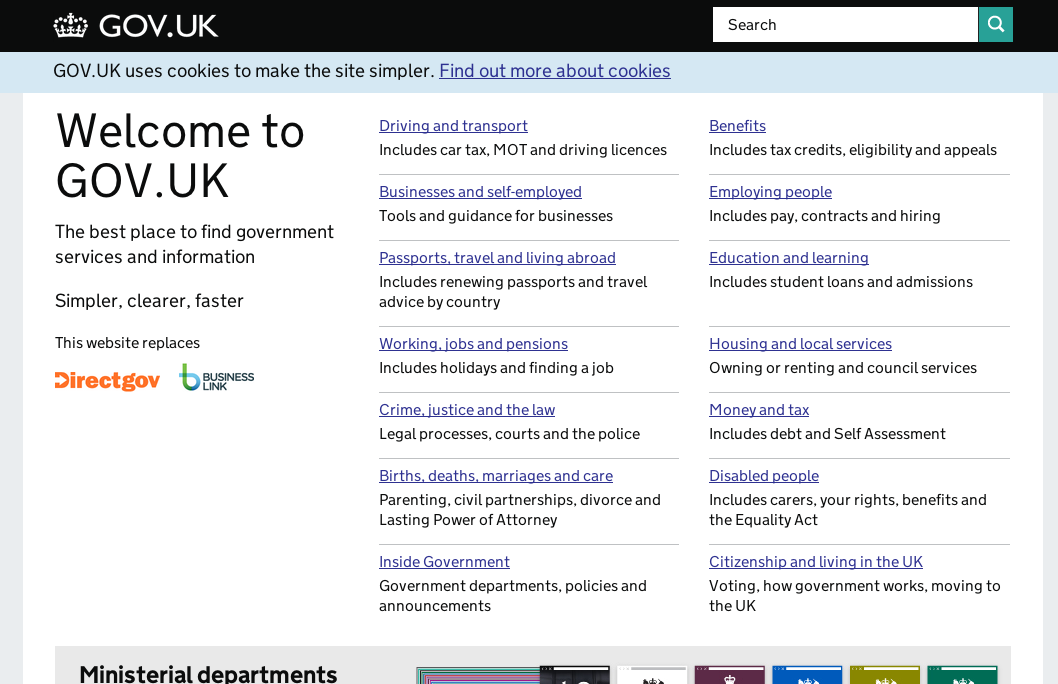 GOV.UK
Search
GOV.UK uses cookies to make the site simpler. Find out more about cookies
Welcome to
GOV.UK
The best place to find government
services and information
Simpler, clearer, faster
This website replaces
Directgov
BUSINESS
LINK
Driving and transport
Includes car tax, MOT and driving licences
Businesses and self-employed
Tools and guidance for businesses
Passports, travel and living abroad
Includes renewing passports and travel
advice by country
Working, jobs and pensions
Includes holidays and finding a job
Crime, justice and the law
Legal processes, courts and the police
Births, deaths, marriages and care
Parenting, civil partnerships, divorce and
Lasting Power of Attorney
Inside Government
Government departments, policies and
announcements
Benefits
Includes tax credits, eligibility and appeals
Employing people
Includes pay, contracts and hiring
Education and learning
Includes student loans and admissions
Housing and local services
Owning or renting and council services
Money and tax
Includes debt and Self Assessment
Disabled people
Includes carers, your rights, benefits and
the Equality Act
Citizenship and living in the UK
Voting, how government works, moving to
the UK
Ministerial departments